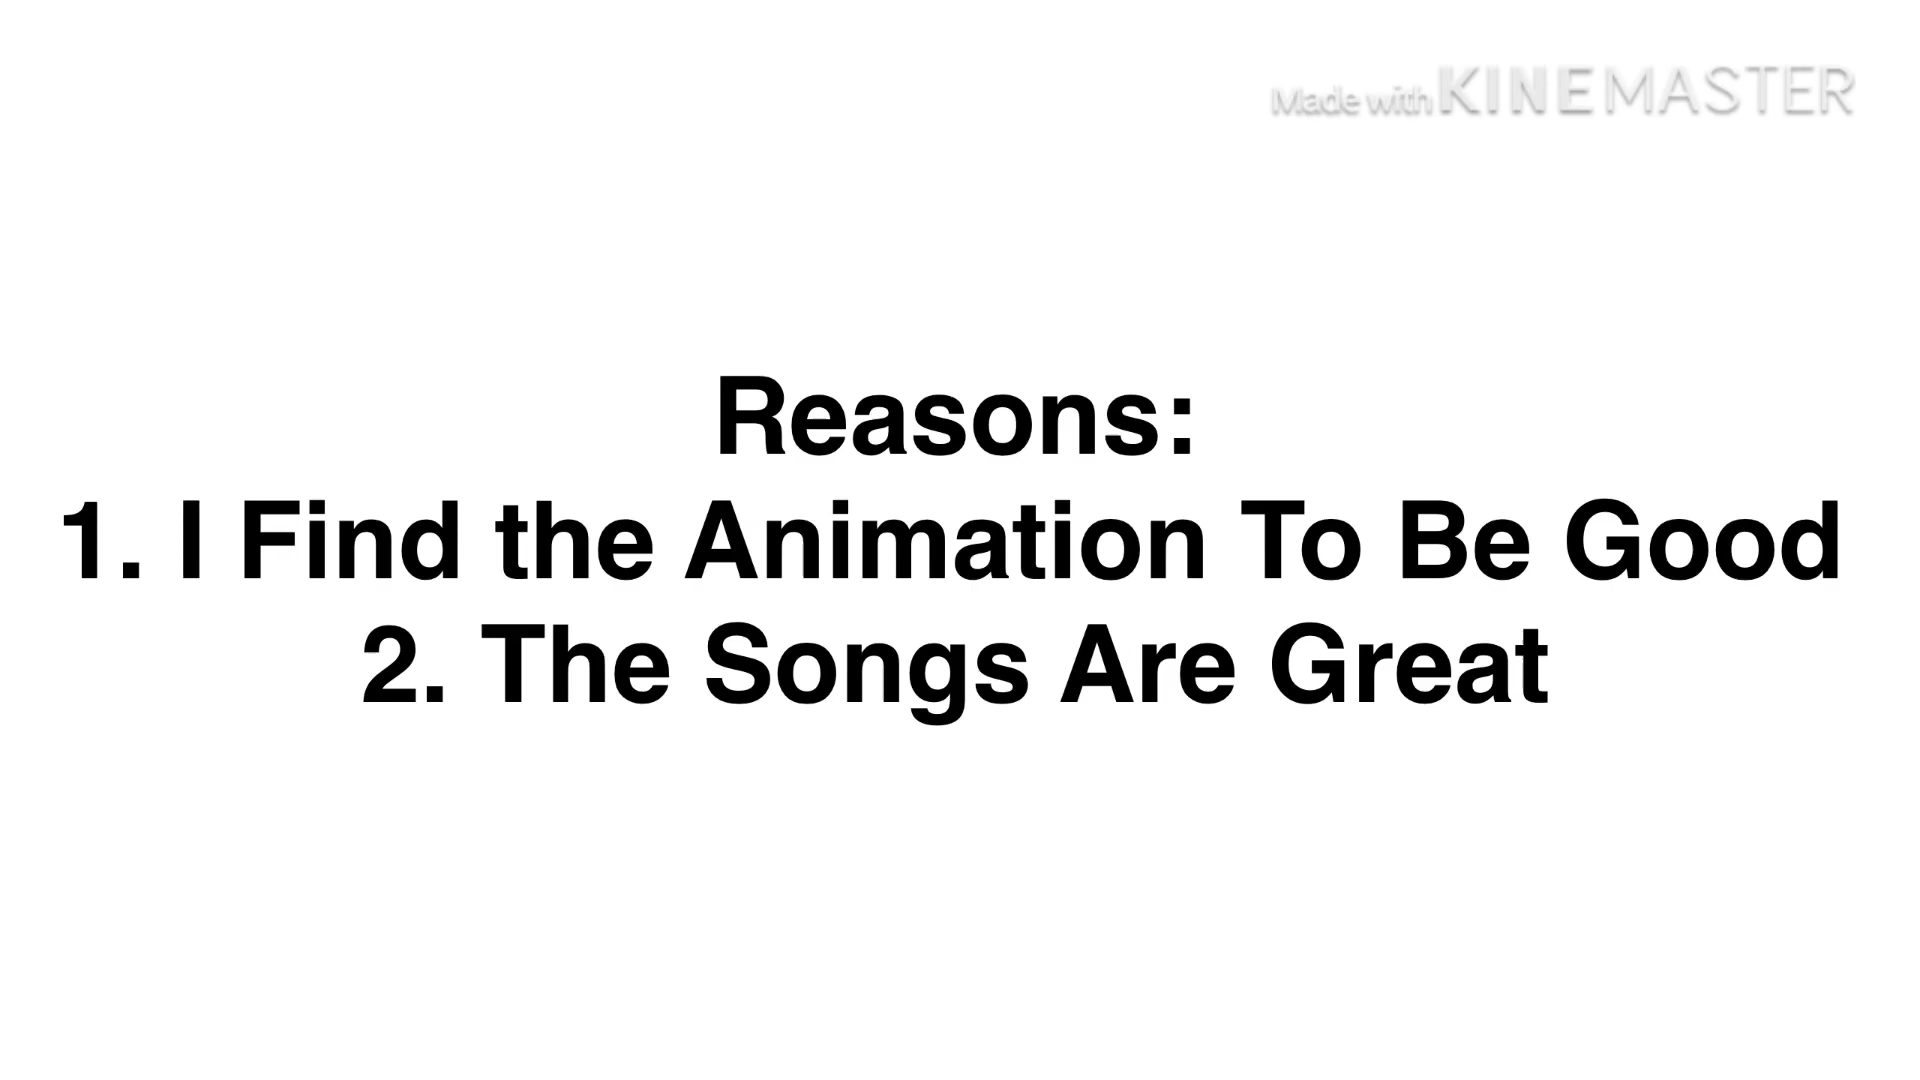 Made with KINEMASTER
Reasons:
1. I Find the Animation To Be Good
2. The Songs Are Great